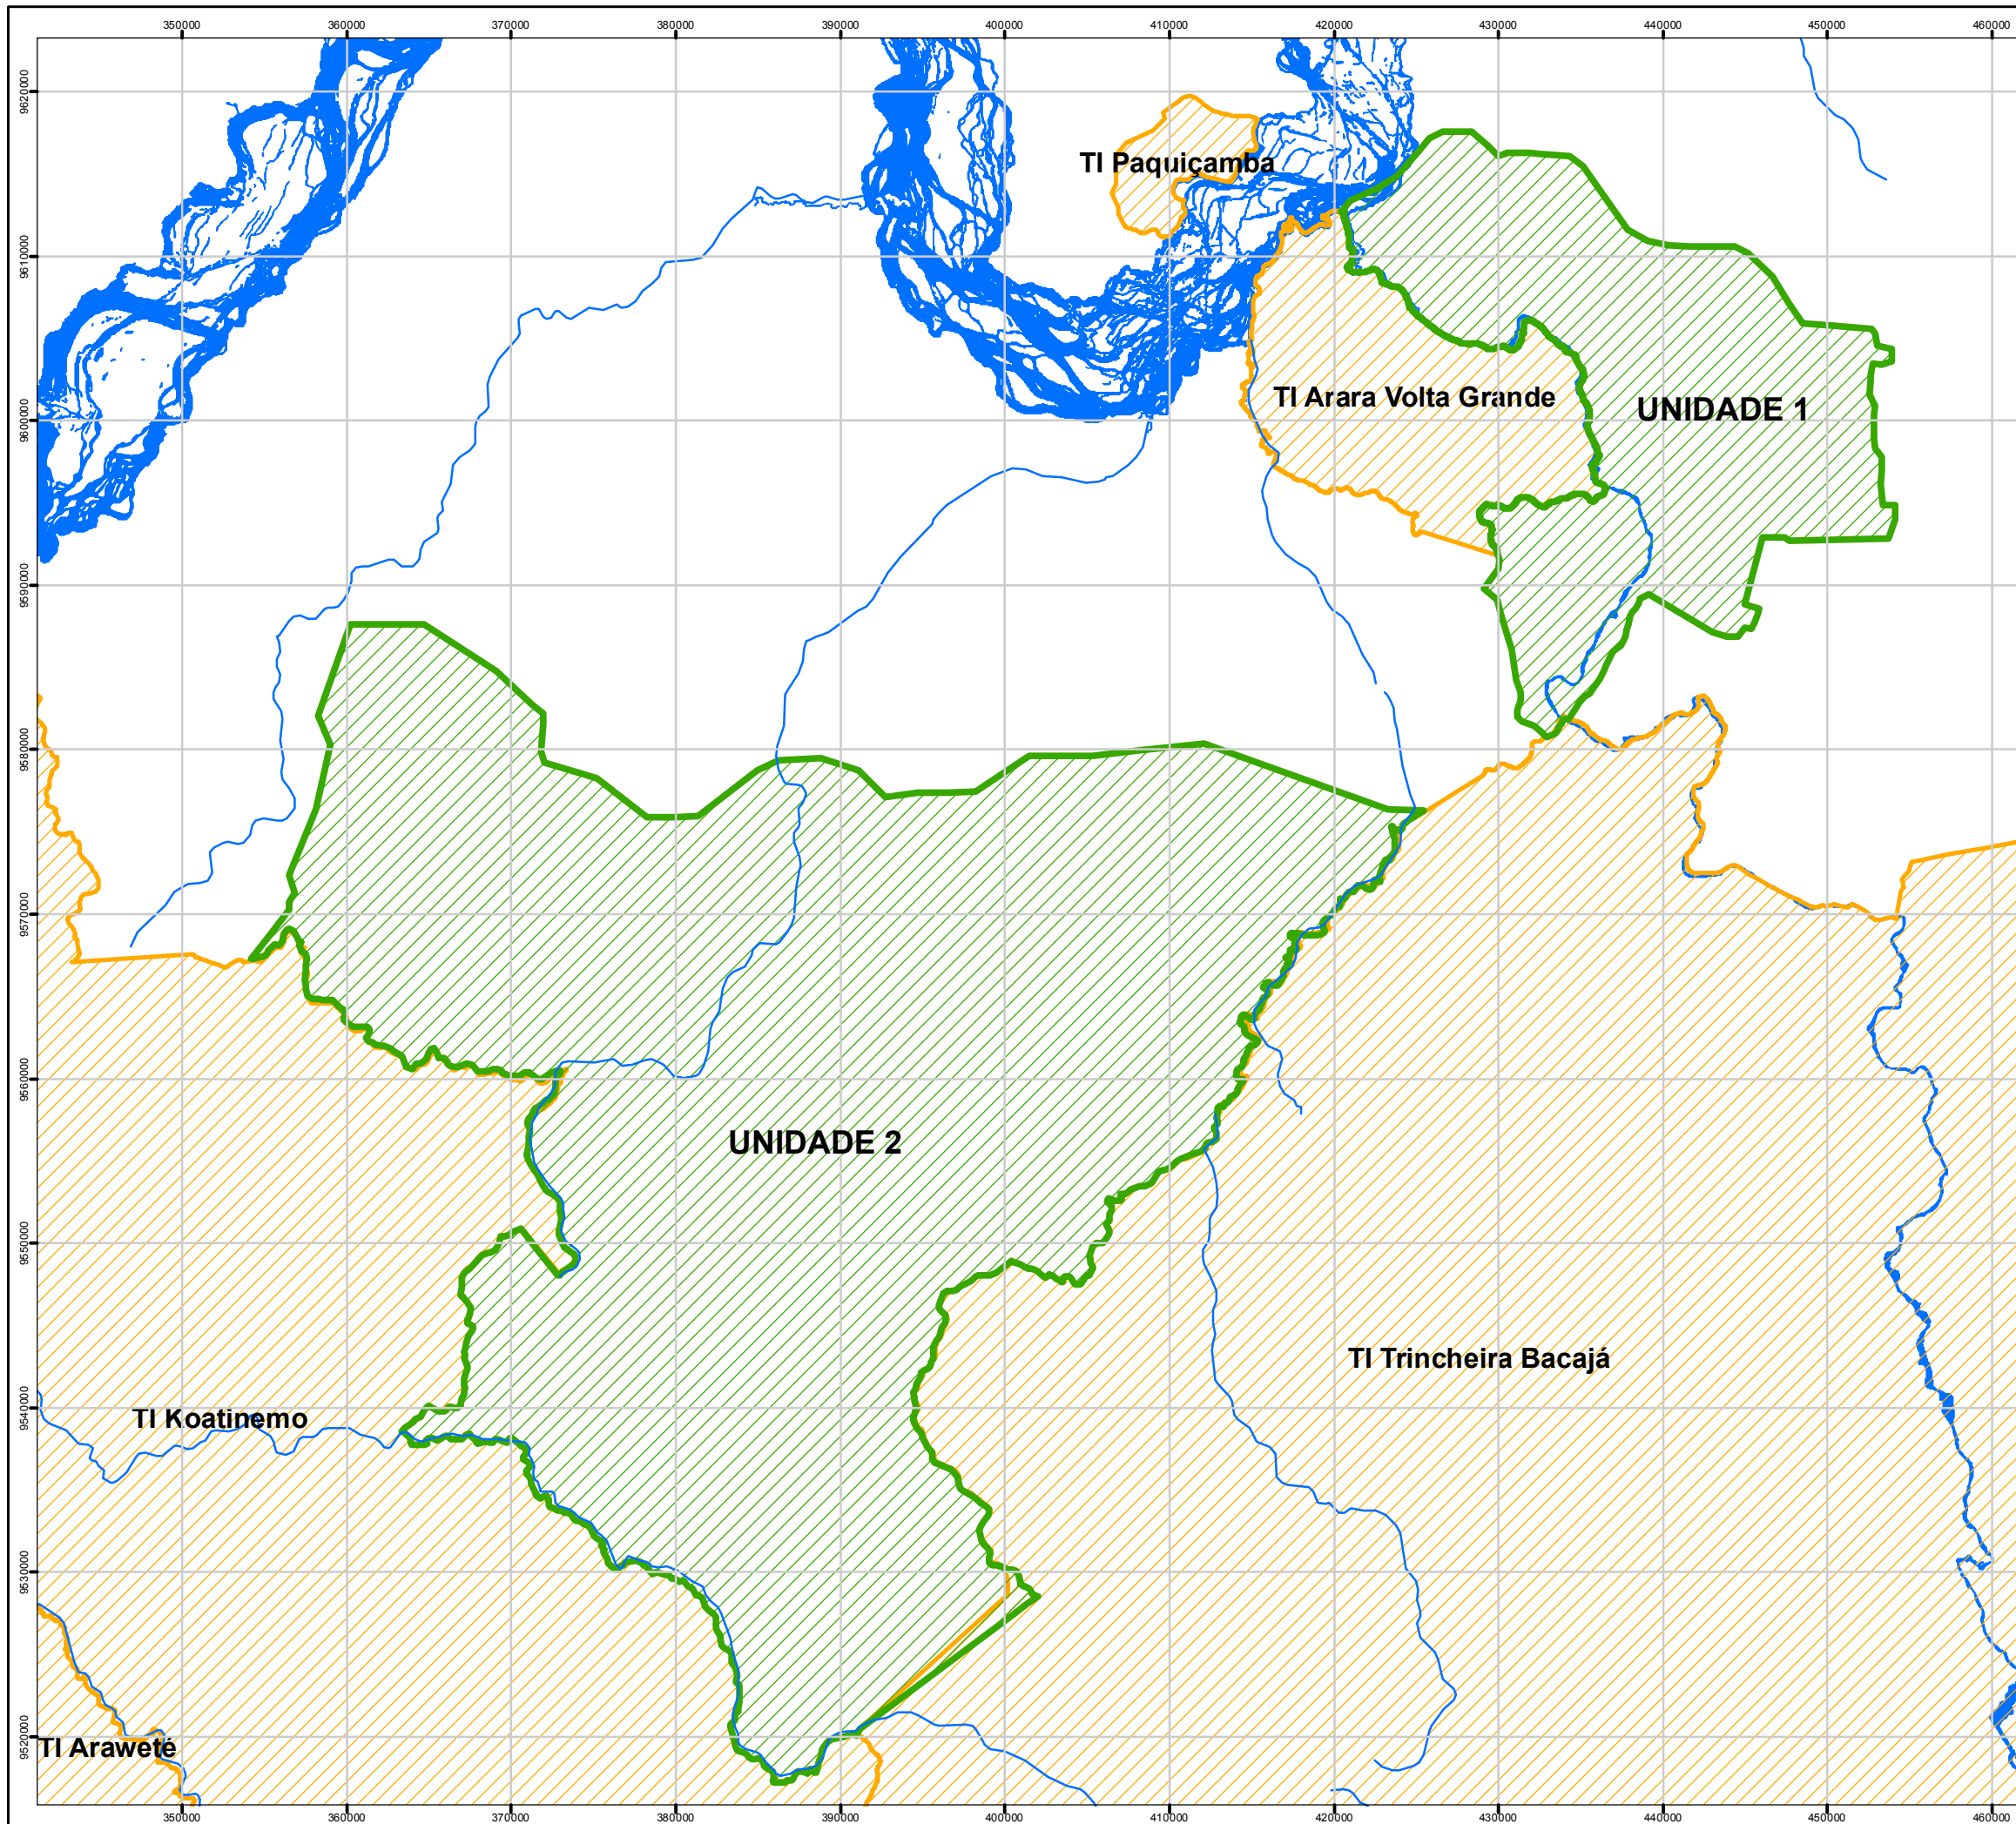 350000 360000 370000 380000 390000 400000 410000 420000 430000 440000 450000 460000
9620000
TI Paquiçamba
9610000
TI Arara Volta Grande
UNIDADE 1
9600000
9590000
9580000
9570000
9560000
UNIDADE 2
9550000
TI Trincheira Bacajá
9540000
TI Koatinemo
9530000
9520000
TI Araweté
350000 360000 370000 380000 390000 400000 410000 420000 430000 440000 450000 460000